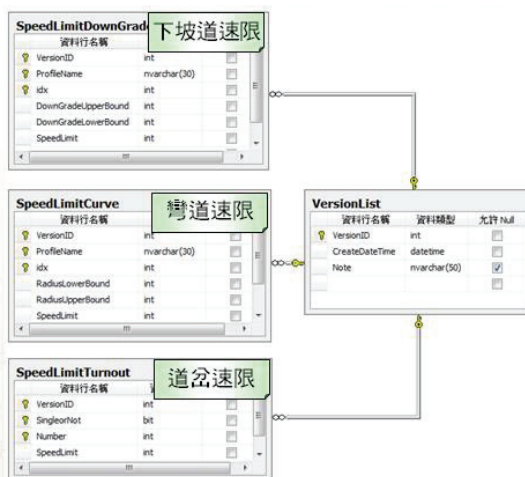 SpeedLimitDownGrad
下坡道速限
資料行名稱
VersionID int
ProfileName nvarchar(30)
idx int
DownGradeUpperBound int
DownGradeLowerBound int
SpeedLimit int
SpeedLimitCurve
彎道速限
資料行名稱
VersionID int
ProfileName nvarchar(30)
idx int
RadiusLowerBound int
RadiusUpperBound int
SpeedLimit int
VersionList
資料行名稱 資料類型 允許 Null
VersionID int
CreateDateTime datetime
Note nvarchar(50)
SpeedLimitTurnout
道岔速限
資料行名稱
VersionID int
SingleorNot bit
Number int
SpeedLimit int